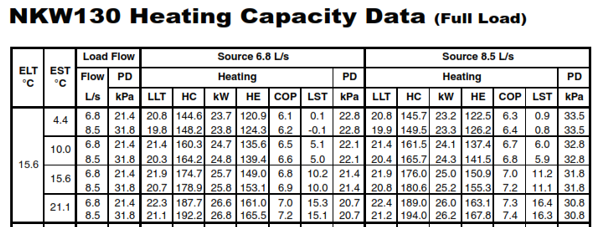 NKW130 Heating Capacity Data (Full Load)
ELT °C EST °C Load Flow Source 6.8 L/s Source 8.5 L/s
Flow PD Heating PD Heating PD
L/s kPa LLT HC kW HE COP LST kPa LLT HC kW HE COP LST kPa
15.6
4.4 6.8 21.4 20.8 144.6 23.7 120.9 6.1 0.1 22.8 20.8 145.7 23.2 122.5 6.3 0.9 33.5
8.5 31.8 19.8 148.2 23.8 124.3 6.2 -0.1 22.8 19.9 149.5 23.3 126.2 6.4 0.8 33.5
10.0 6.8 21.4 21.4 160.3 24.7 135.6 6.5 5.1 22.1 21.4 161.5 24.1 137.4 6.7 6.0 32.8
8.5 31.8 20.3 164.2 24.8 139.4 6.6 5.0 22.1 20.4 165.7 24.3 141.5 6.8 5.9 32.8
15.6 6.8 21.4 21.9 174.7 25.7 149.0 6.8 10.2 21.4 21.9 176.0 25.0 150.9 7.0 11.2 31.8
8.5 31.8 20.7 178.9 25.8 153.1 6.9 10.0 21.4 20.8 180.6 25.2 155.3 7.2 11.1 31.8
21.1 6.8 21.4 22.3 187.7 26.6 161.0 7.0 15.3 20.7 22.4 189.0 26.0 163.1 7.3 16.4 30.8
8.5 31.8 21.1 192.2 26.8 165.5 7.2 15.1 20.7 21.2 194.0 26.2 167.8 7.4 16.3 30.8